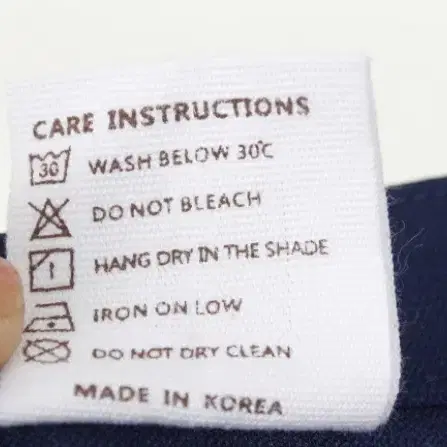 CARE INSTRUCTIONS
30 WASH BELOW 30℃
DO NOT BLEACH
HANG DRY IN THE SHADE
IRON ON LOW
DO NOT DRY CLEAN
MADE IN KOREA